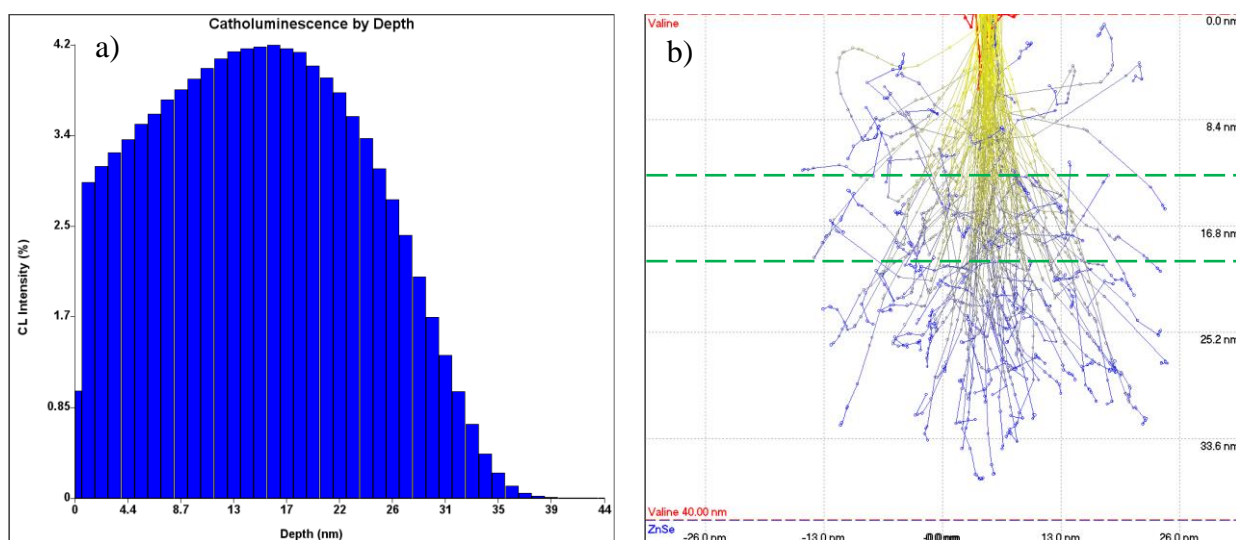 Catholuminescence by Depth
a)
4.2
3.4
2.5
1.7
0.85
0
CL Intensity (%)
0 4.4 8.7 13 17 22 26 31 35 39 44
Depth (nm)
b)
Valine
0.0 nm
8.4 nm
16.8 nm
25.2 nm
33.6 nm
Valine 40.00 nm
ZnSe
-26.0 nm -13.0 nm -0.0 nm 13.0 nm 26.0 nm